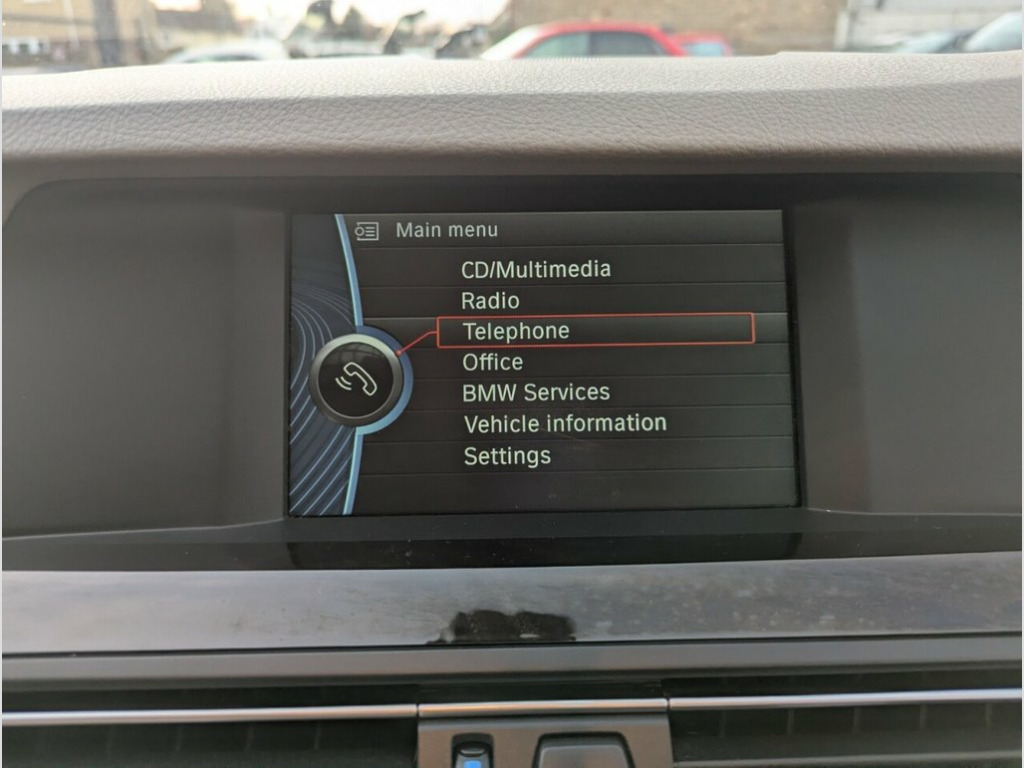 Main menu
CD/Multimedia
Radio
Telephone
Office
BMW Services
Vehicle information
Settings